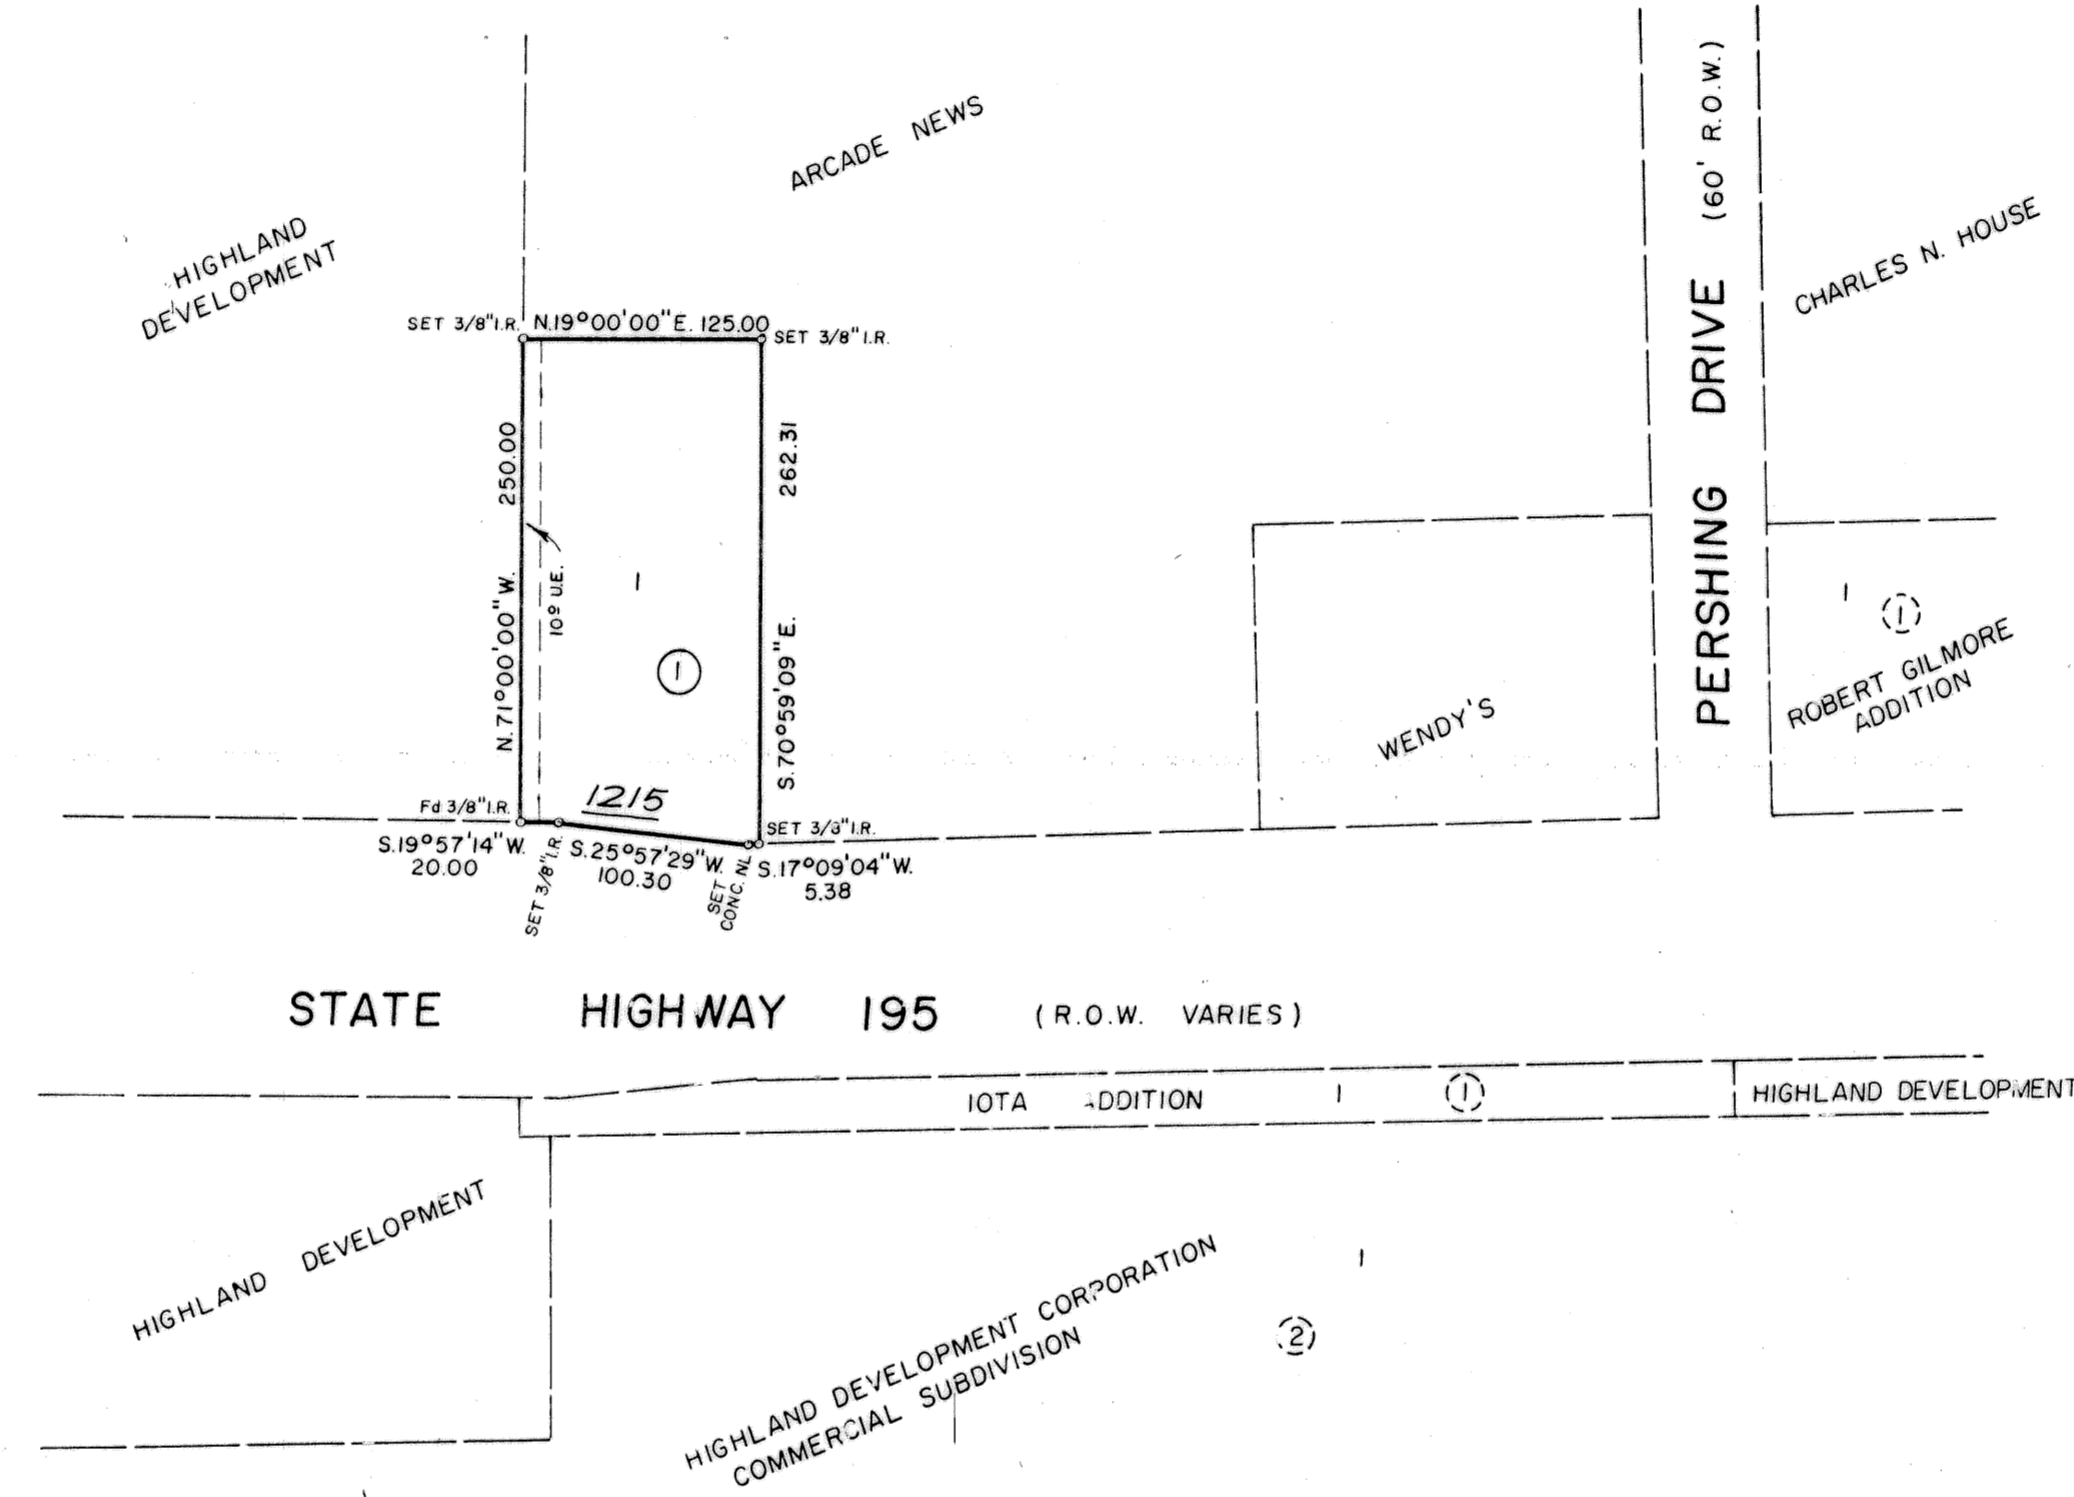 (60' R.O.W.)
PERSHING DRIVE
ARCADE NEWS
CHARLES N. HOUSE
HIGHLAND
DEVELOPMENT
SET 3/8" I.R.
N.19°00'00"E. 125.00
SET 3/8" I.R.
250.00
N.71°00'00"W.
10º U.E.
262.31
S.70°59'09"E.
1
1
1215
WENDY'S
1
1
ROBERT GILMORE
ADDITION
Fd 3/8" I.R.
SET 3/8" I.R.
S.19°57'14"W.
20.00
SET 3/8" I.R.
S.25°57'29"W.
100.30
SET
CONC. NL
S.17°09'04"W.
5.38
STATE HIGHWAY 195 (R.O.W. VARIES)
IOTA ADDITION 1 1
HIGHLAND DEVELOPMENT
HIGHLAND DEVELOPMENT
HIGHLAND DEVELOPMENT CORPORATION
COMMERCIAL SUBDIVISION
1
2